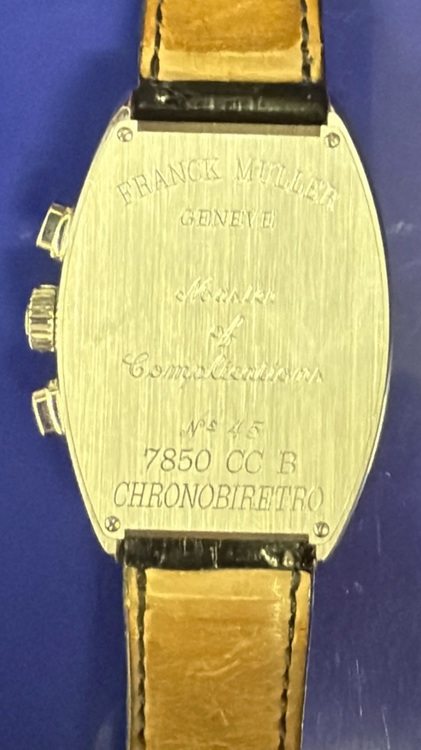 FRANCK MULLER
GENEVE
Master
of
Complications
Nº 45
7850 CC B
CHRONOBIRETRO